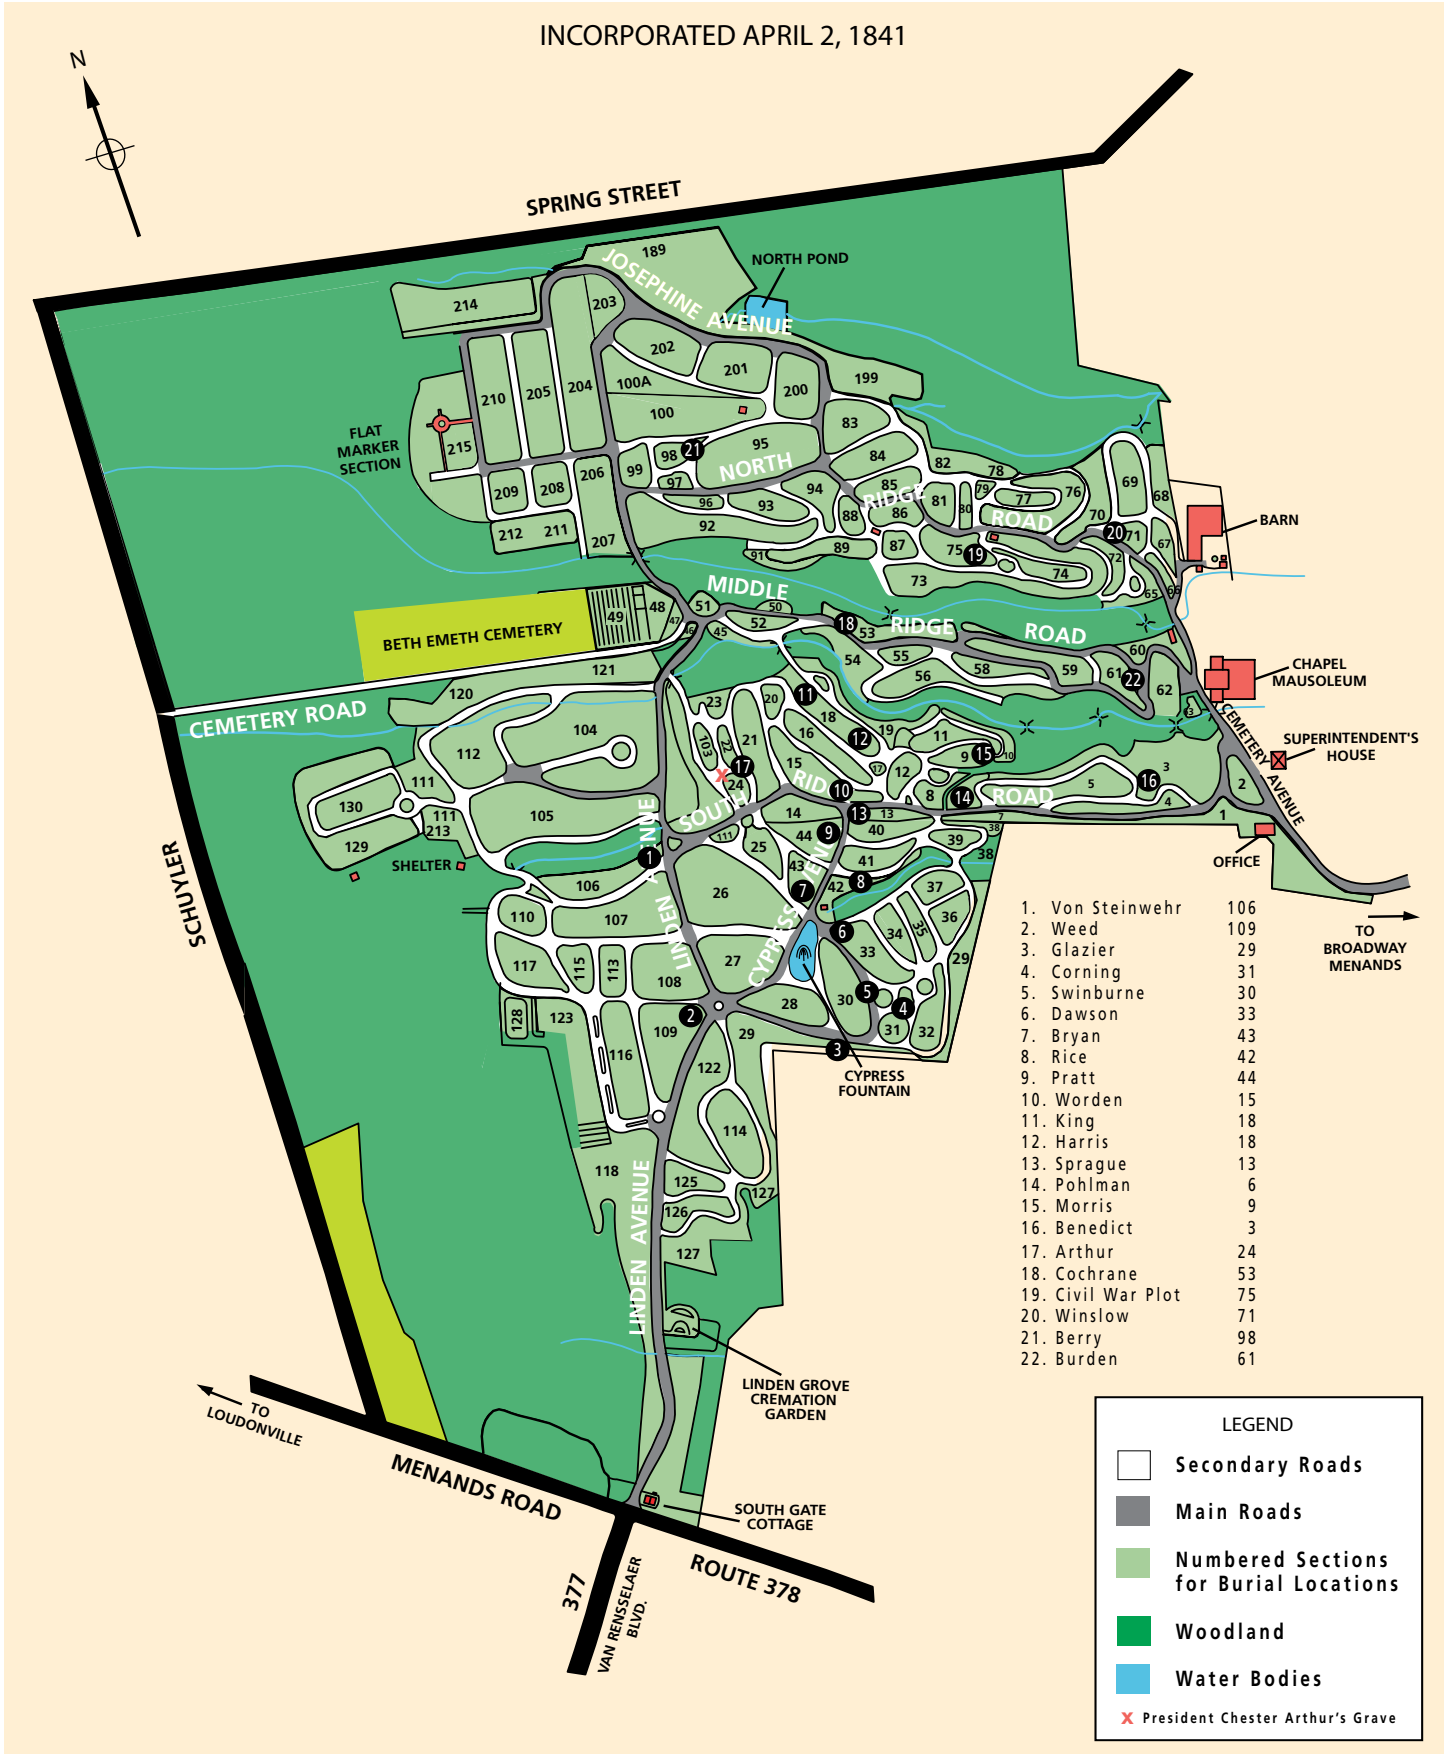 INCORPORATED APRIL 2, 1841
N
SPRING STREET
189
JOSEPHINE AVENUE
NORTH POND
214
203
202
201
200
199
100A
100
210
205
204
83
FLAT
MARKER
SECTION
215
21
98
95
99
97
NORTH
84
82
78
209
208
206
96
93
94
85
RIDGE
86
81
80
79
77
76
69
68
212
211
207
92
88
ROAD
70
20
71
67
BARN
91
89
87
75
19
74
72
73
65
66
MIDDLE
BETH EMETH CEMETERY
49
48
47
46
51
50
52
45
18
53
RIDGE
ROAD
60
54
55
56
58
59
61
22
62
63
CHAPEL
MAUSOLEUM
121
120
CEMETERY ROAD
104
112
111
23
20
11
18
103
22
21
16
12
19
11
15
9
10
17
24
15
17
12
RID
10
8
14
ROAD
5
16
3
4
2
CEMETERY AVENUE
SUPERINTENDENT'S
HOUSE
130
111
213
129
105
SOUTH
14
13
13
7
1
OFFICE
SHELTER
1
111
25
44
9
40
39
38
38
41
43
7
42
8
37
36
106
110
107
26
LINDEN AVENUE
CYPRESS AVENUE
6
34
35
33
29
117
115
113
108
27
28
30
5
4
31
32
128
123
109
2
29
3
CYPRESS
FOUNTAIN
TO
BROADWAY
MENANDS
116
122
114
118
125
126
127
127
LINDEN AVENUE
SCHUYLER
LINDEN GROVE
CREMATION
GARDEN
TO
LOUDONVILLE
MENANDS ROAD
SOUTH GATE
COTTAGE
ROUTE 378
377
VAN RENSSELAER
BLVD.
1. Von Steinwehr 106
2. Weed 109
3. Glazier 29
4. Corning 31
5. Swinburne 30
6. Dawson 33
7. Bryan 43
8. Rice 42
9. Pratt 44
10. Worden 15
11. King 18
12. Harris 18
13. Sprague 13
14. Pohlman 6
15. Morris 9
16. Benedict 3
17. Arthur 24
18. Cochrane 53
19. Civil War Plot 75
20. Winslow 71
21. Berry 98
22. Burden 61
LEGEND
Secondary Roads
Main Roads
Numbered Sections
for Burial Locations
Woodland
Water Bodies
X President Chester Arthur's Grave